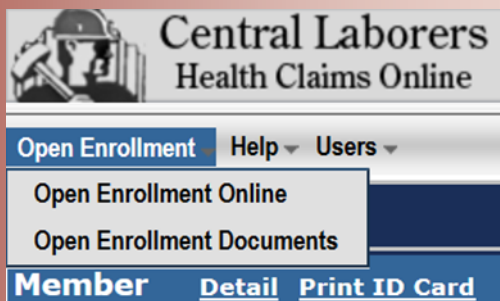 Central Laborers
Health Claims Online
Open Enrollment Help Users
Open Enrollment Online
Open Enrollment Documents
Member Detail Print ID Card